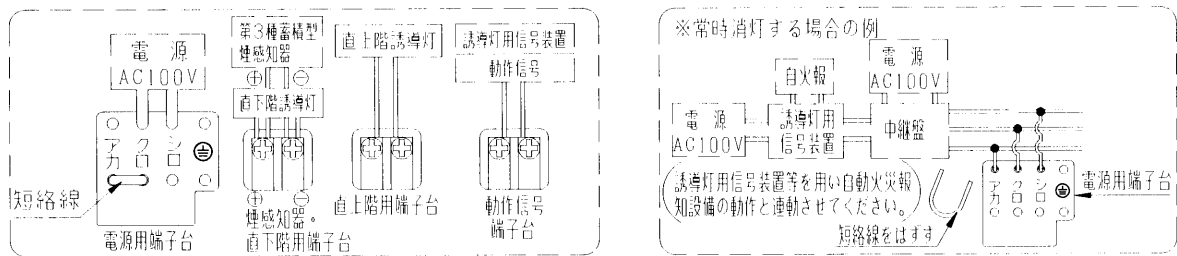 電源
AC100V
アカ
クロ
シロ
短絡線
電源用端子台
第3種蓄積型
煙感知器
⊕ ⊖
直下階誘導灯
⊕ ⊖
煙感知器・
直下階用端子台
直上階誘導灯
直上階用端子台
誘導灯用信号装置
動作信号
動作信号
端子台
※常時消灯する場合の例
電源
AC100V
自火報
電源
AC100V
誘導灯用
信号装置
中継盤
誘導灯用信号装置等を用い自動火災報
知設備の動作と連動させてください。
アカ
クロ
シロ
電源用端子台
短絡線をはずす